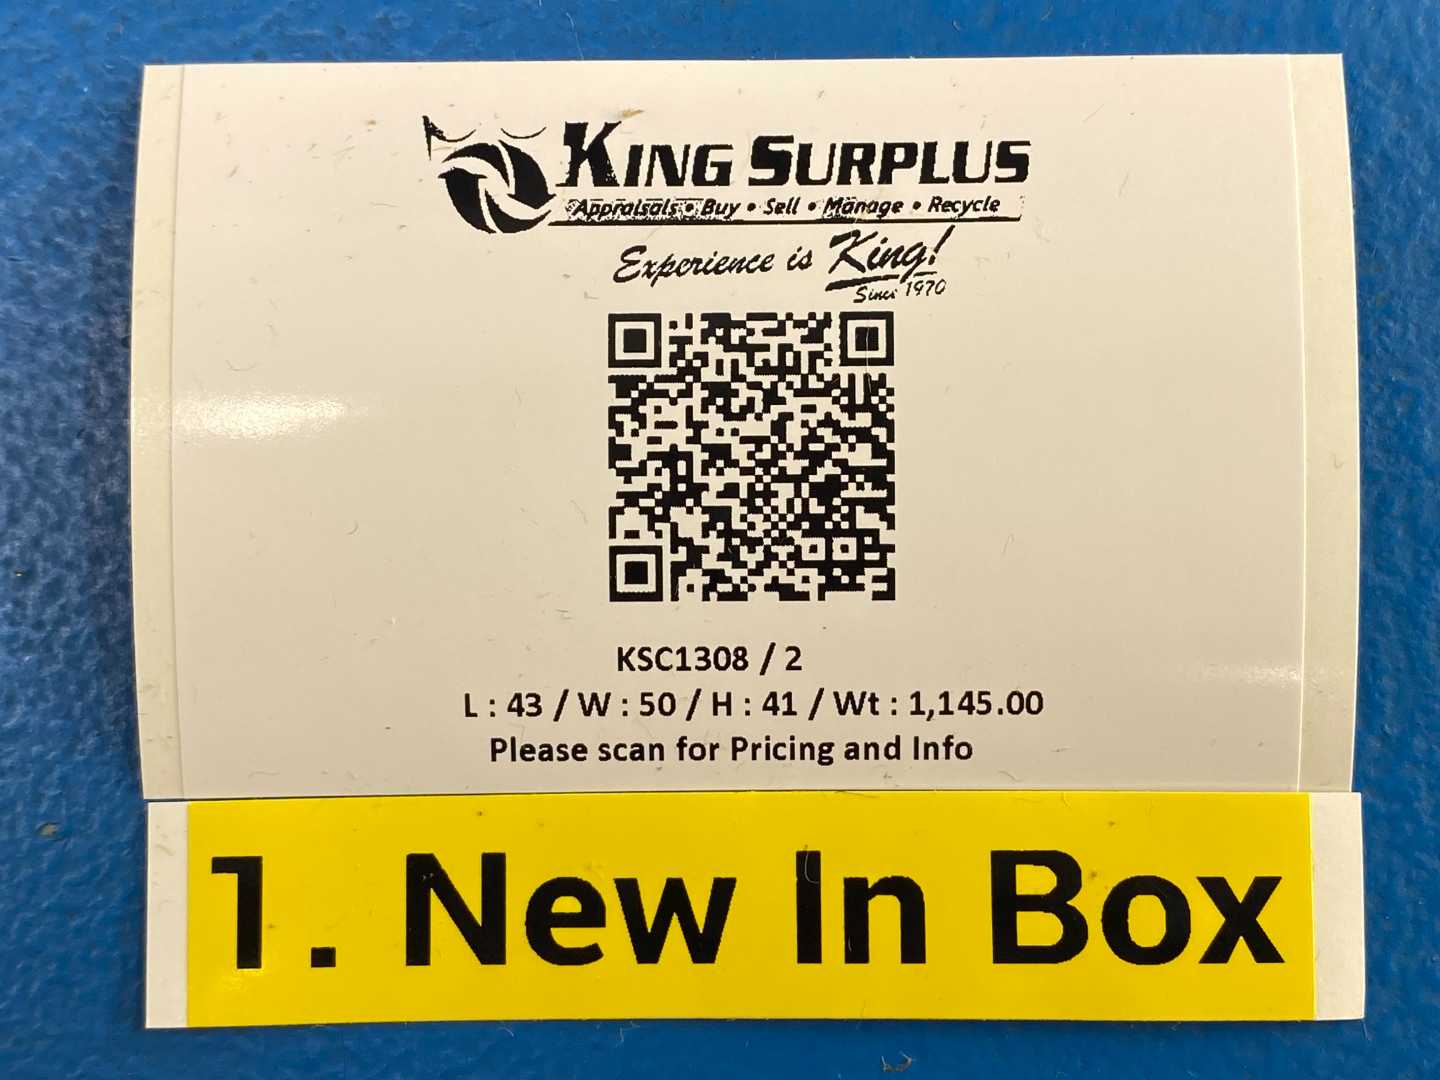 KING SURPLUS
Appraisals • Buy • Sell • Manage • Recycle
Experience is King!
Since 1970
KSC1308 / 2
L : 43 / W : 50 / H : 41 / Wt : 1,145.00
Please scan for Pricing and Info
1. New In Box